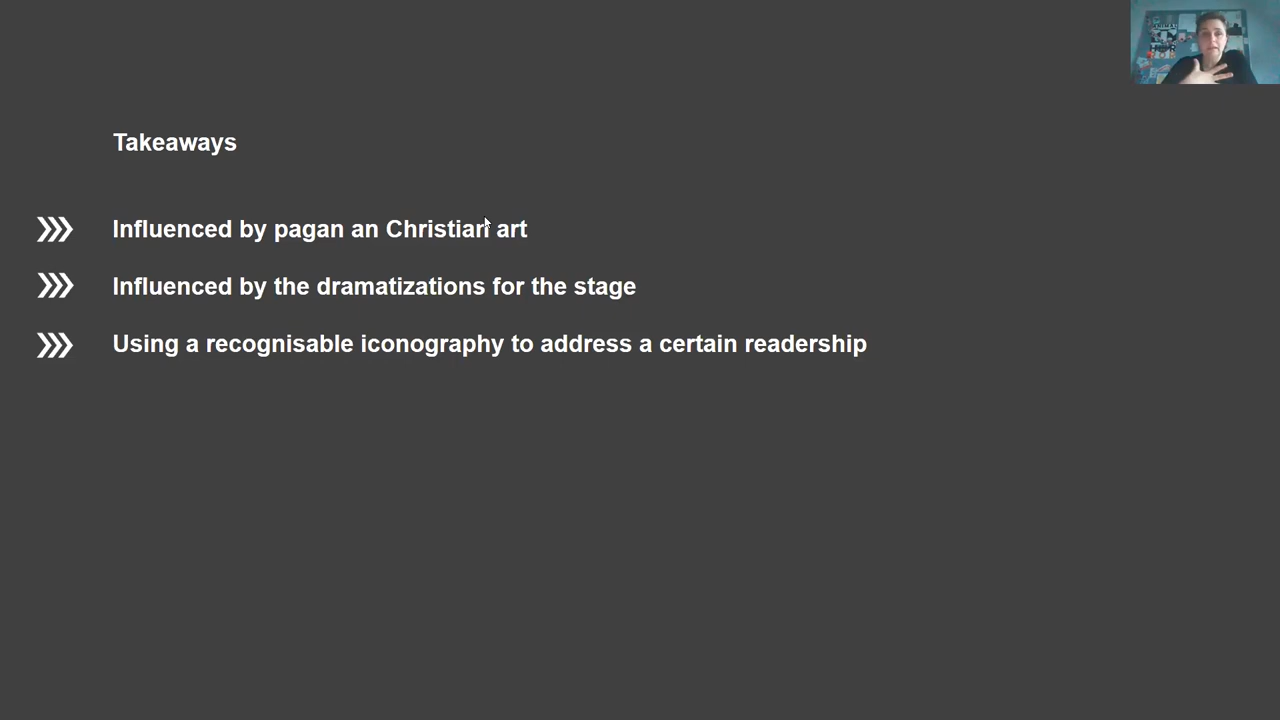 Takeaways
Influenced by pagan an Christian art
Influenced by the dramatizations for the stage
Using a recognisable iconography to address a certain readership